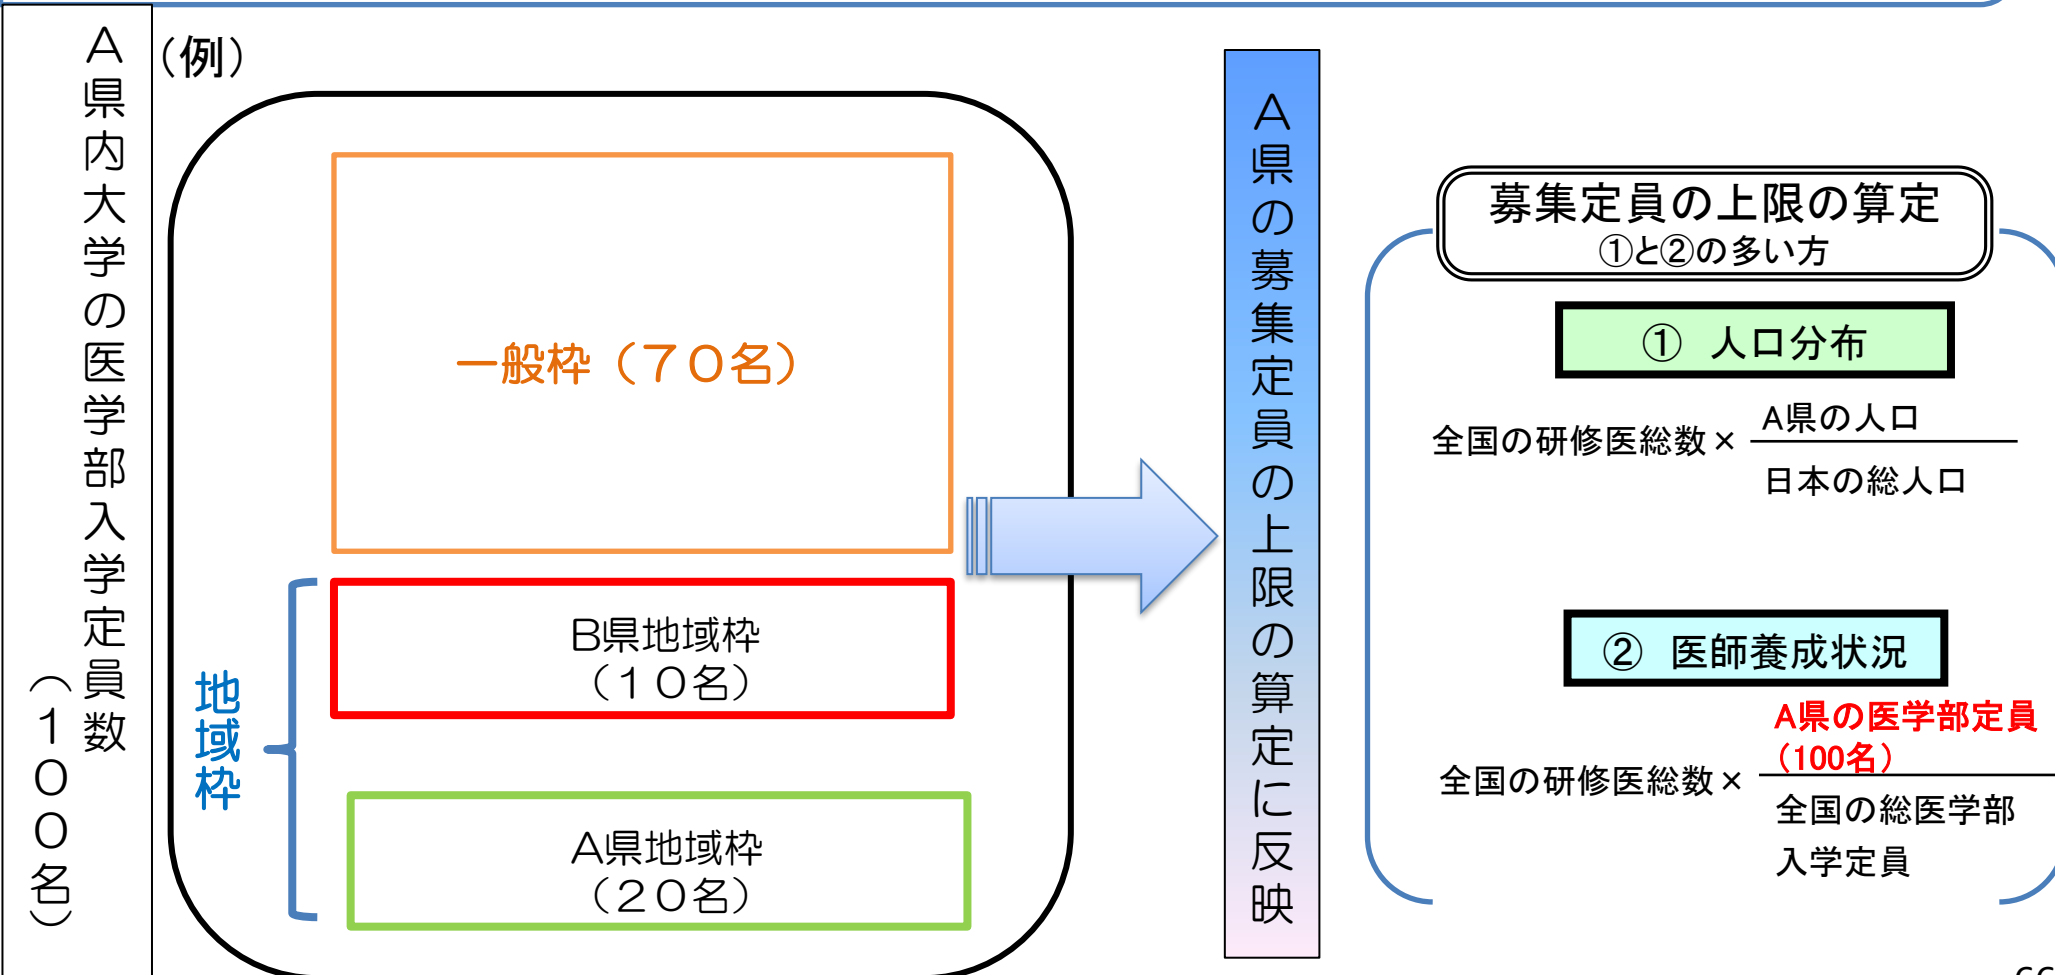 A県内大学の医学部入学定員数
（１００名）
（例）
一般枠（７０名）
地域枠
B県地域枠
（１０名）
A県地域枠
（２０名）
A県の募集定員の上限の算定に反映
募集定員の上限の算定
①と②の多い方
① 人口分布
全国の研修医総数×
A県の人口
日本の総人口
② 医師養成状況
全国の研修医総数×
A県の医学部定員
(100名)
全国の総医学部
入学定員